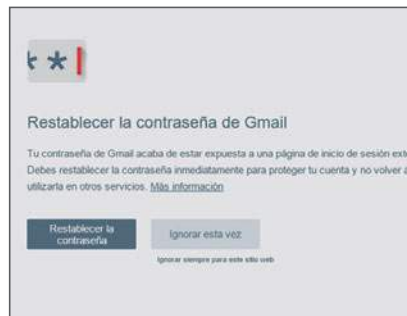 **
Restablecer la contraseña de Gmail
Tu contraseña de Gmail acaba de estar expuesta a una página de inicio de sesión
Debes restablecer la contraseña inmediatamente para proteger tu cuenta y no volver a
utilizarla en otros servicios. Más información
Restablecer la
contraseña
Ignorar esta vez
Ignorar siempre para este sitio web